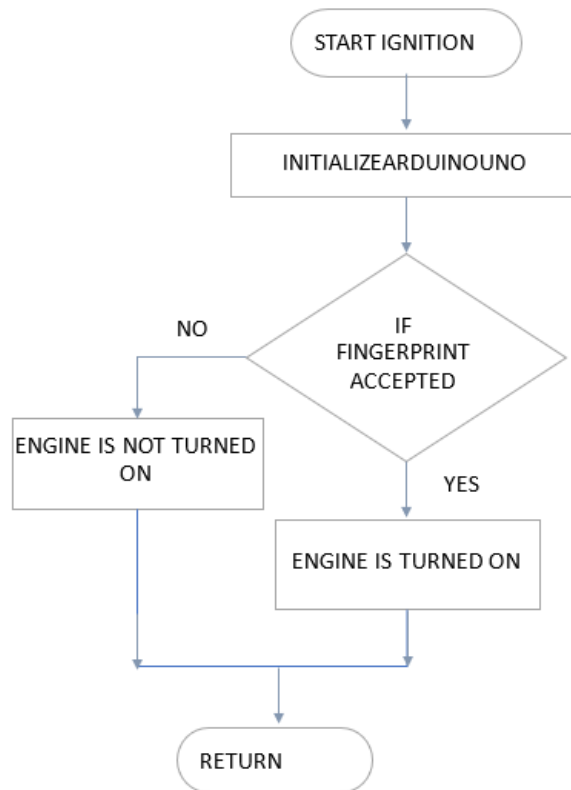 START IGNITION
INITIALIZEARDUINOUNO
IF
FINGERPRINT
ACCEPTED
NO
ENGINE IS NOT TURNED
ON
YES
ENGINE IS TURNED ON
RETURN